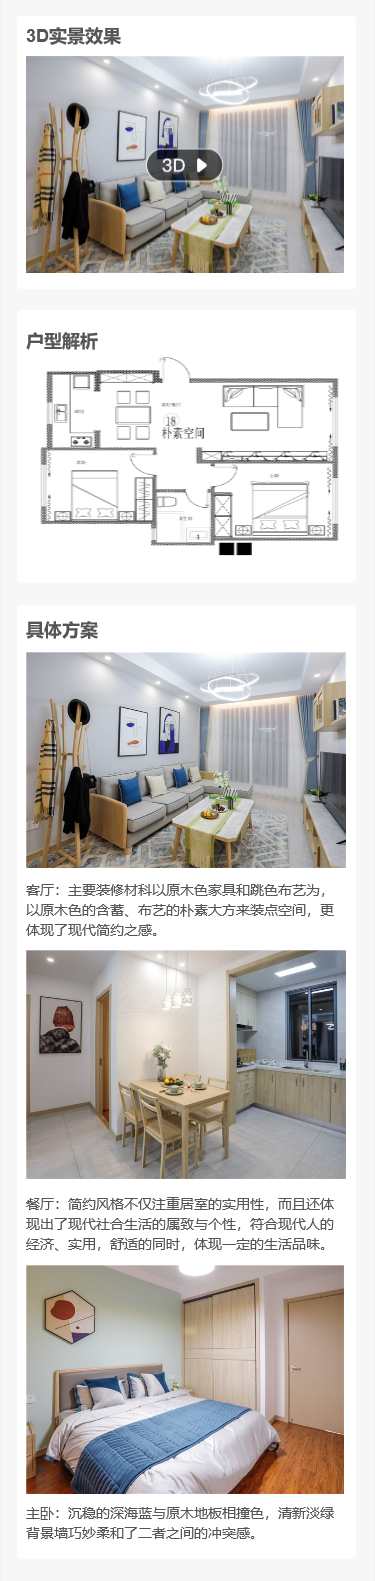 3D实景效果
3D
户型解析
18
朴素空间
具体方案
客厅：主要装修材料以原木色家具和跳色布艺为，
以原木色的含蓄、布艺的朴素大方来装点空间，更
体现了现代简约之感。
餐厅：简约风格不仅注重居室的实用性，而且还体
现出了现代社合生活的属致与个性，符合现代人的
经济、实用，舒适的同时，体现一定的生活品味。
主卧：沉稳的深海蓝与原木地板相撞色，清新淡绿
背景墙巧妙柔和了二者之间的冲突感。